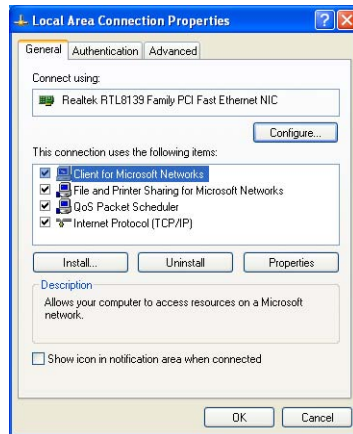 Local Area Connection Properties
General Authentication Advanced
Connect using:
Realtek RTL8139 Family PCI Fast Ethernet NIC
Configure...
This connection uses the following items:
Client for Microsoft Networks
File and Printer Sharing for Microsoft Networks
QoS Packet Scheduler
Internet Protocol (TCP/IP)
Install... Uninstall Properties
Description
Allows your computer to access resources on a Microsoft
network.
Show icon in notification area when connected
OK Cancel